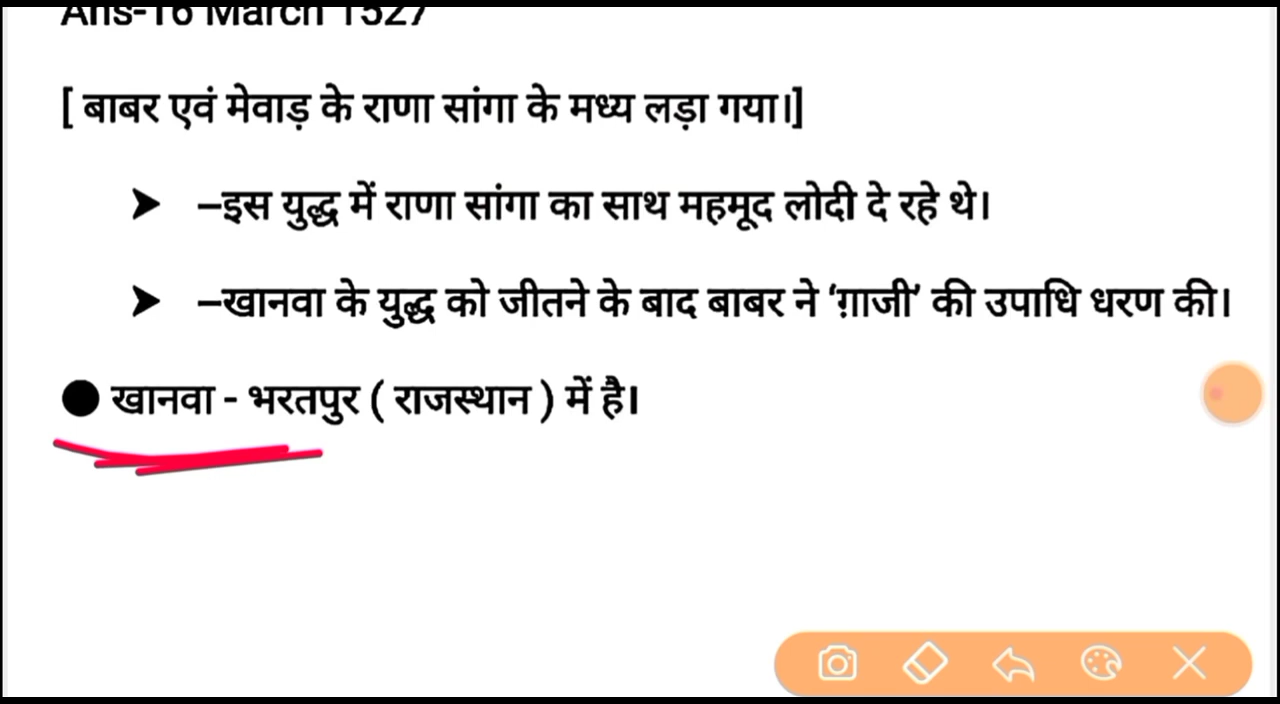 Ans-16 March 1527
[ बाबर एवं मेवाड़ के राणा सांगा के मध्य लड़ा गया।]
➤ –इस युद्ध में राणा सांगा का साथ महमूद लोदी दे रहे थे।
➤ –खानवा के युद्ध को जीतने के बाद बाबर ने ‘ग़ाजी’ की उपाधि धरण की।
● खानवा - भरतपुर ( राजस्थान ) में है।